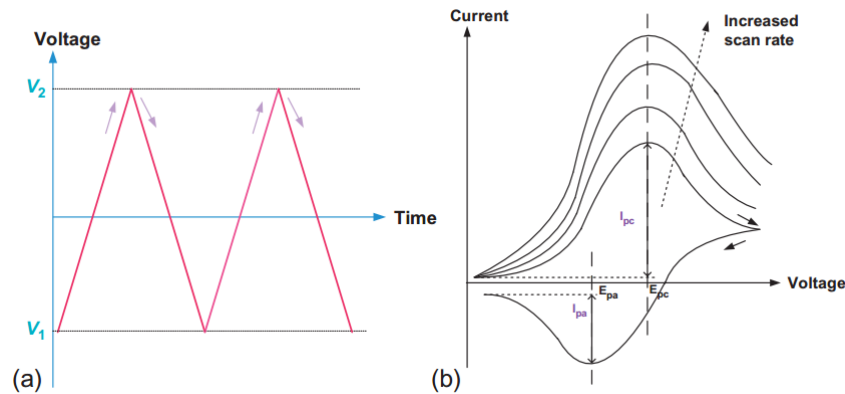 Voltage
V2
Time
V1
(a)
Current
Increased
scan rate
Ipc
Epa
Epc
Voltage
Ipa
(b)